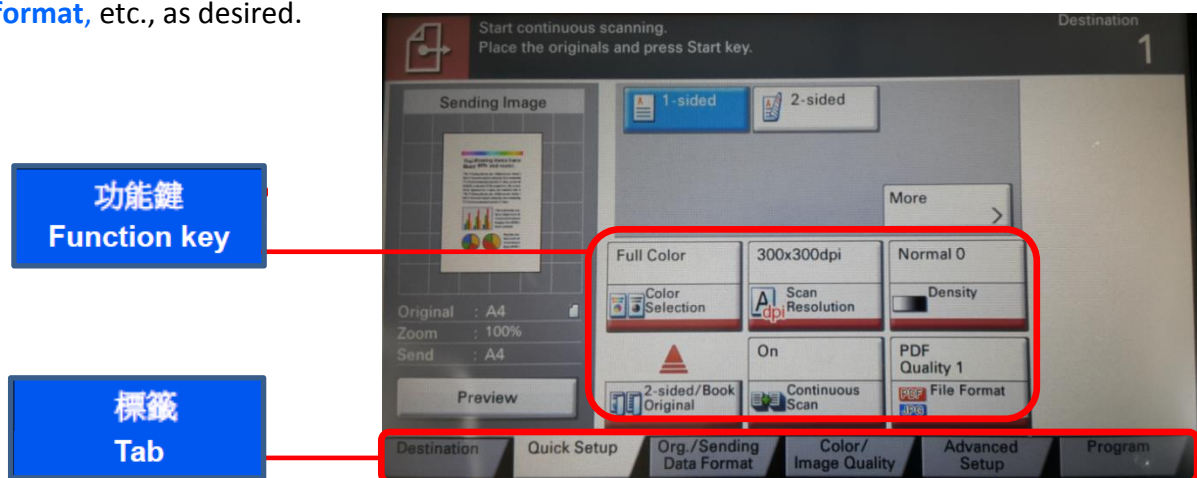 format, etc., as desired.
Start continuous scanning.
Place the originals and press Start key.
Destination
1
Sending Image
1-sided
2-sided
More
功能鍵
Function key
Full Color
300x300dpi
Normal 0
Color
Selection
Scan
Resolution
Density
Original : A4
Zoom : 100%
Send : A4
On
PDF
Quality 1
Preview
2-sided/Book
Original
Continuous
Scan
PDF
File Format
JPG
標籤
Tab
Destination
Quick Setup
Org./Sending
Data Format
Color/
Image Quality
Advanced
Setup
Program